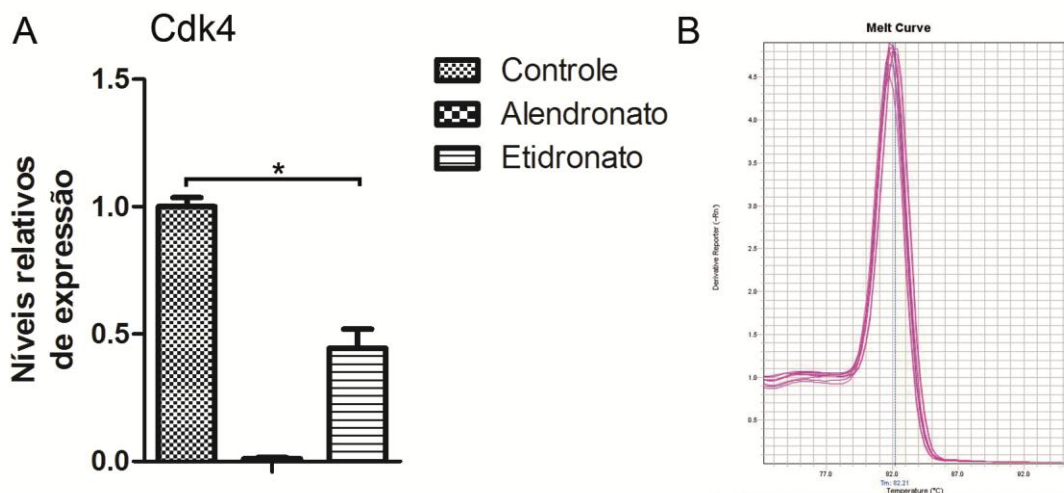 A
Cdk4
Níveis relativos
de expressão
1.5
1.0
0.5
0.0
*
Controle
Alendronato
Etidronato
B
Melt Curve
Derivative Reporter (-Rn)
4.5
4.0
3.0
2.5
2.0
1.5
1.0
0.5
77.0
82.0
87.0
92.0
Tm: 82.21
Temperature (°C)